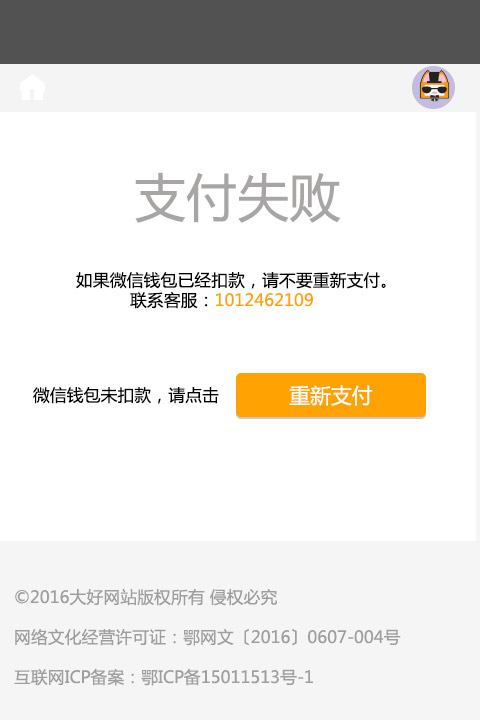 支付失败
如果微信钱包已经扣款，请不要重新支付。
联系客服：1012462109
微信钱包未扣款，请点击 重新支付
©2016大好网站版权所有 侵权必究
网络文化经营许可证：鄂网文〔2016〕0607-004号
互联网ICP备案：鄂ICP备15011513号-1